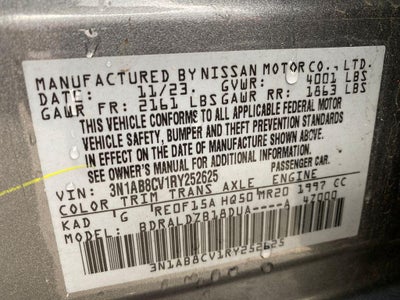 MANUFACTURED BY NISSAN MOTOR CO., LTD.
DATE: 11/23. GVWR: 4001 LBS
GAWR FR: 2161 LBS GAWR RR: 1863 LBS
THIS VEHICLE CONFORMS TO ALL APPLICABLE FEDERAL MOTOR
VEHICLE SAFETY, BUMPER AND THEFT PREVENTION STANDARDS
IN EFFECT ON THE DATE OF MANUFACTURE SHOWN ABOVE.
SEE OWNER'S MANUAL FOR ADDITIONAL INFORMATION.
VIN: 3N1AB8CV1RY252625 PASSENGER CAR.
COLOR TRIM TRANS AXLE ENGINE
KAD G RE0F15A HQ50 MR20 1997 CC
MODEL: BDRALDZB18DUA----A 47000
3N1AB8CV1RY252625